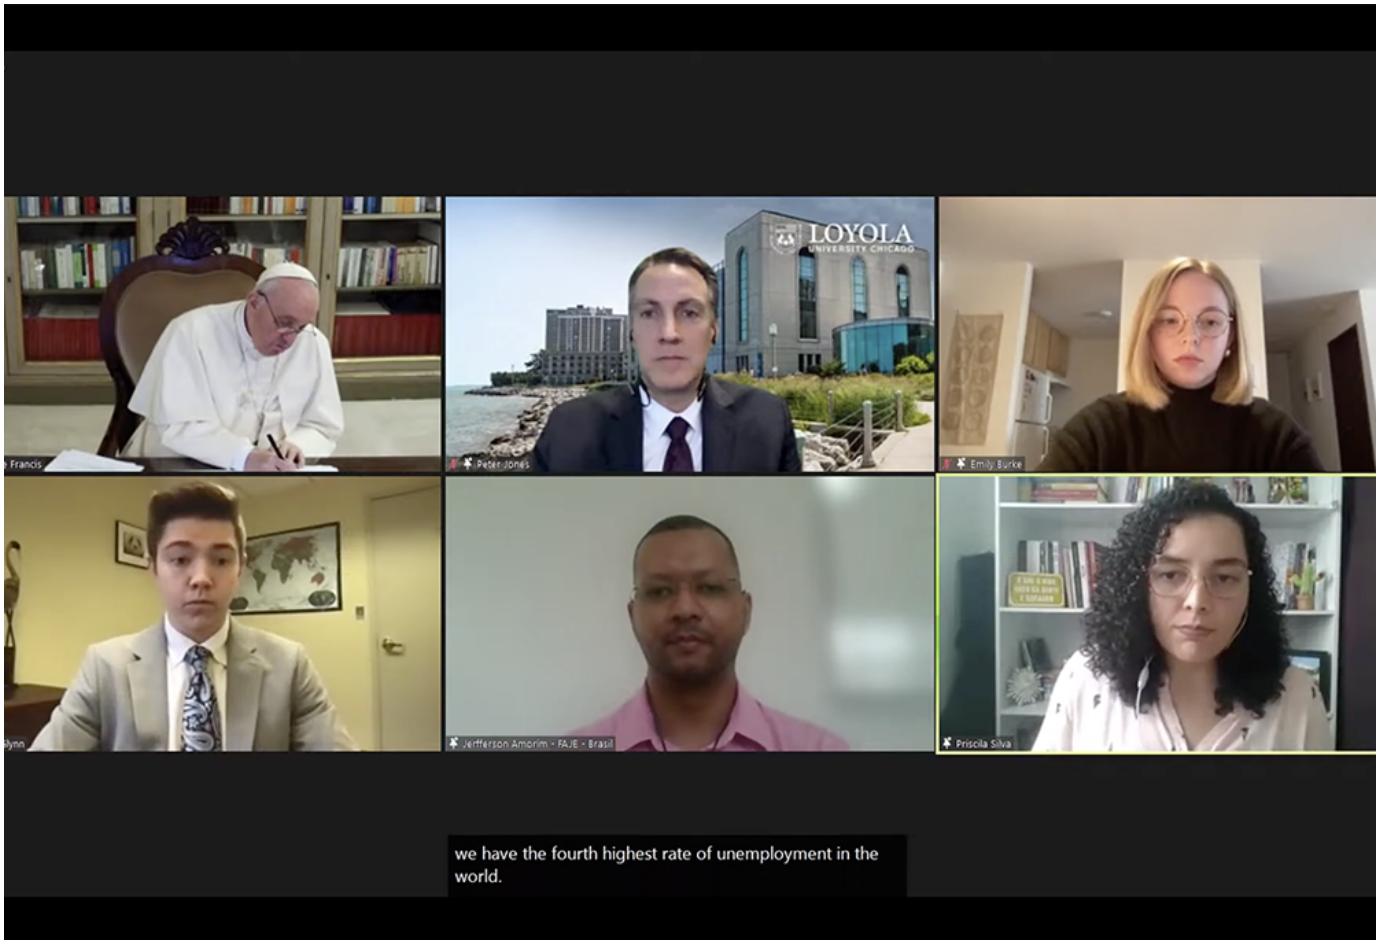 LOYOLA
UNIVERSITY CHICAGO
e Francis
Peter Jones
Emily Burke
slynn
Jerfferson Amorim - FAJE - Brasil
Priscila Silva
we have the fourth highest rate of unemployment in the
world.